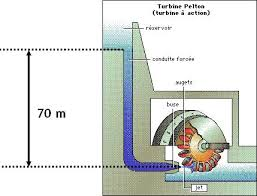 Turbine Pelton
(turbine à action)
réservoir
conduite forcée
augets
buse
70 m
jet